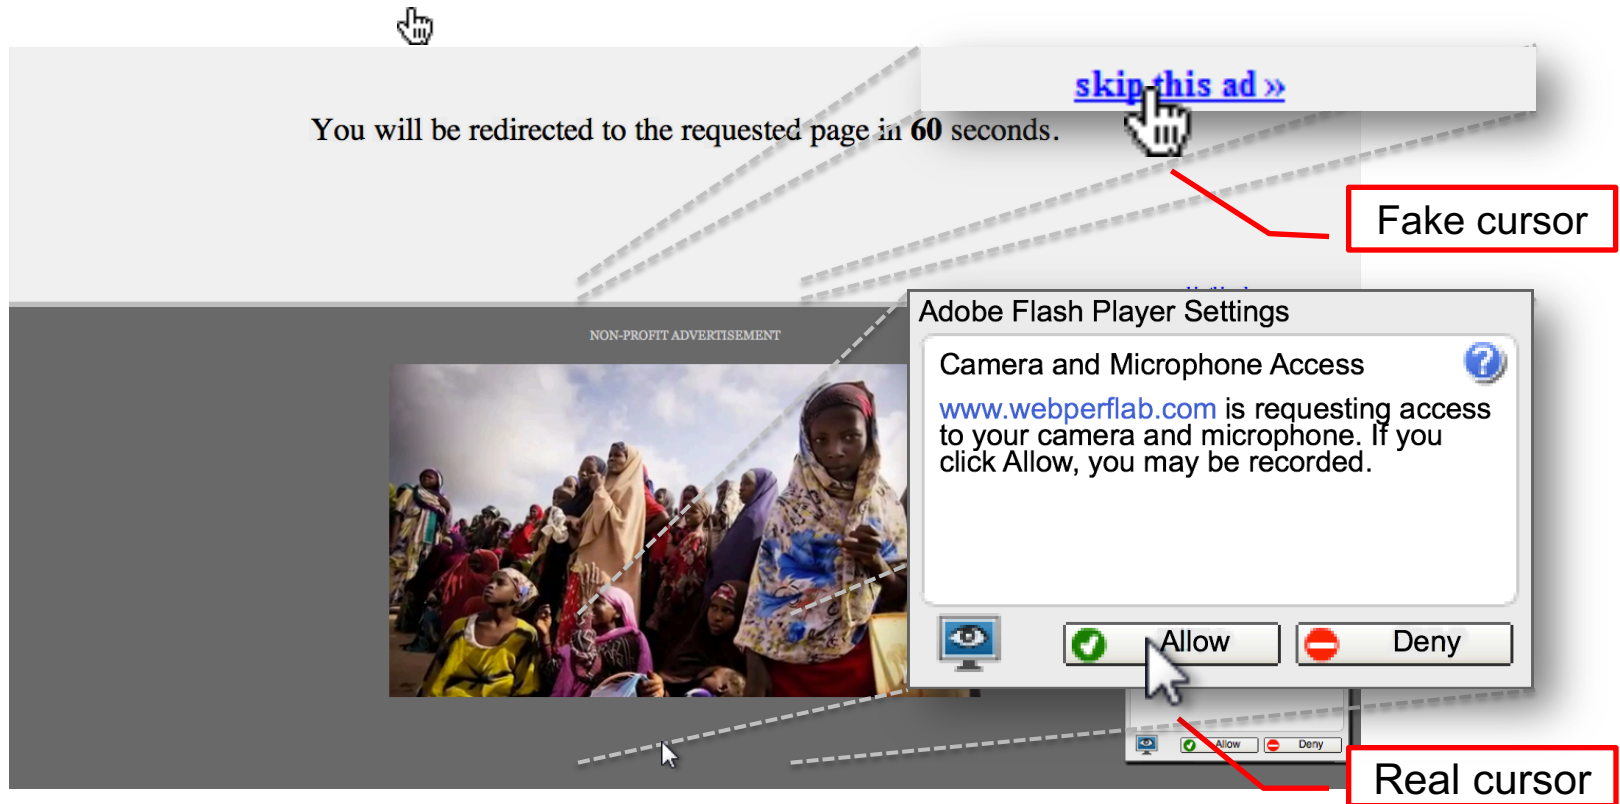 skip this ad »
You will be redirected to the requested page in 60 seconds.
Fake cursor
NON-PROFIT ADVERTISEMENT
Adobe Flash Player Settings
Camera and Microphone Access
www.webperflab.com is requesting access
to your camera and microphone. If you
click Allow, you may be recorded.
Allow
Deny
Allow
Deny
Real cursor